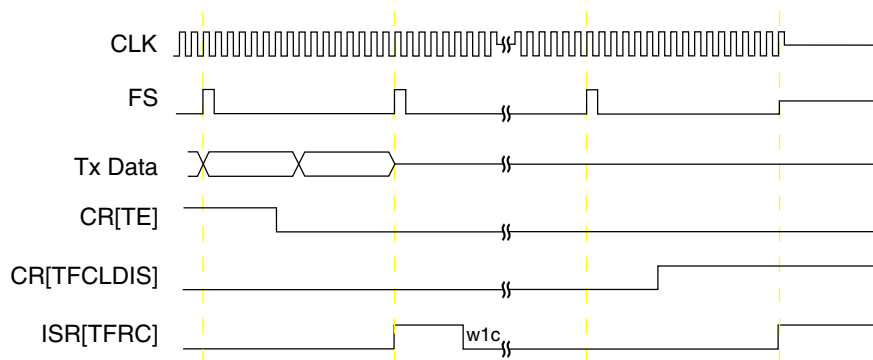 CLK
FS
Tx Data
CR[TE]
CR[TFCLDIS]
ISR[TFRC]
w1c